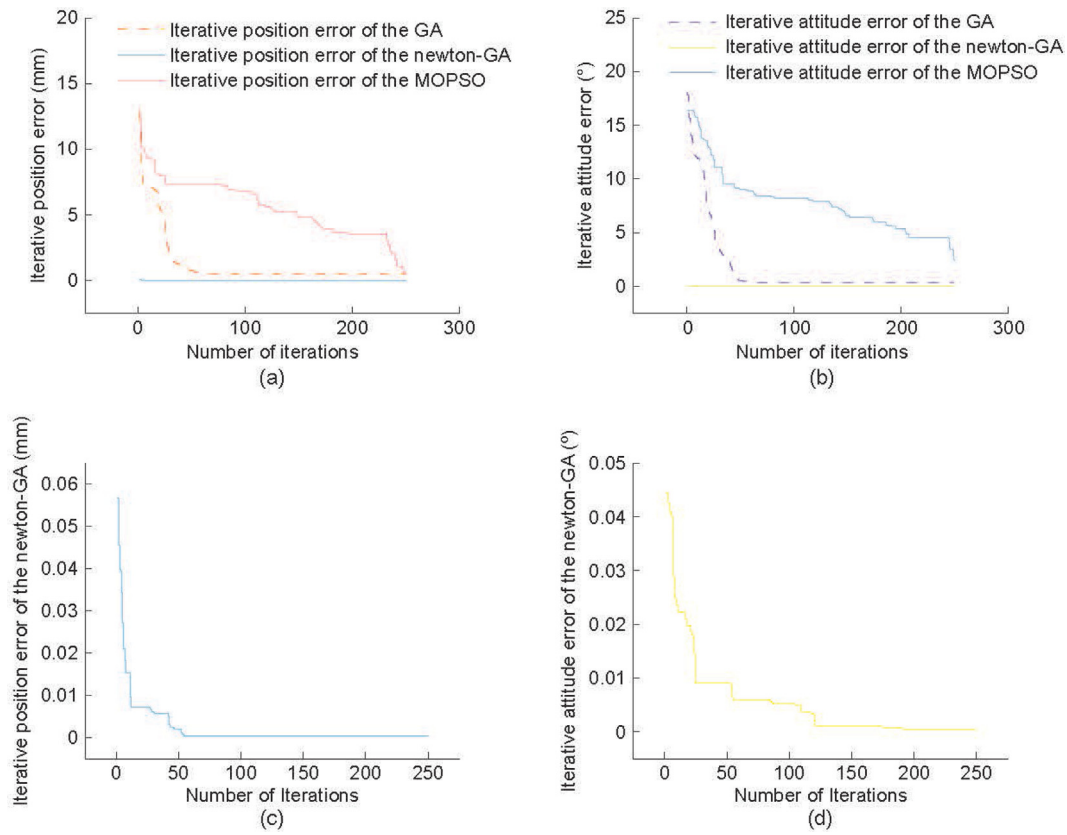 Iterative position error of the GA
Iterative position error of the newton-GA
Iterative position error of the MOPSO
Iterative position error (mm)
20
15
10
5
0
0
100
200
300
Number of iterations
(a)
Iterative attitude error of the GA
Iterative attitude error of the newton-GA
Iterative attitude error of the MOPSO
Iterative attitude error (°)
25
20
15
10
5
0
0
100
200
300
Number of iterations
(b)
Iterative position error of the newton-GA (mm)
0.06
0.05
0.04
0.03
0.02
0.01
0
0
50
100
150
200
250
Number of Iterations
(c)
Iterative attitude error of the newton-GA (°)
0.05
0.04
0.03
0.02
0.01
0
0
50
100
150
200
250
Number of Iterations
(d)